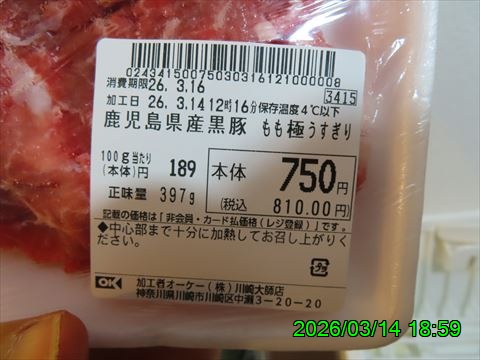 02434150075030316121000008
消費期限26. 3.16
3415
加工日 26. 3.14 12時16分保存温度4℃以下
鹿児島県産黒豚 もも極うすぎり
100g当たり
(本体)円 189
本体 750円
正味量 397g
(税込 810.00円)
記載の価格は「非会員・カード払価格(レジ登録)」です。
◆中心部まで十分に加熱してお召し上がりください。
OK
加工者オーケー(株)川崎大師店
神奈川県川崎市川崎区中瀬3-20-20
2026/03/14 18:59